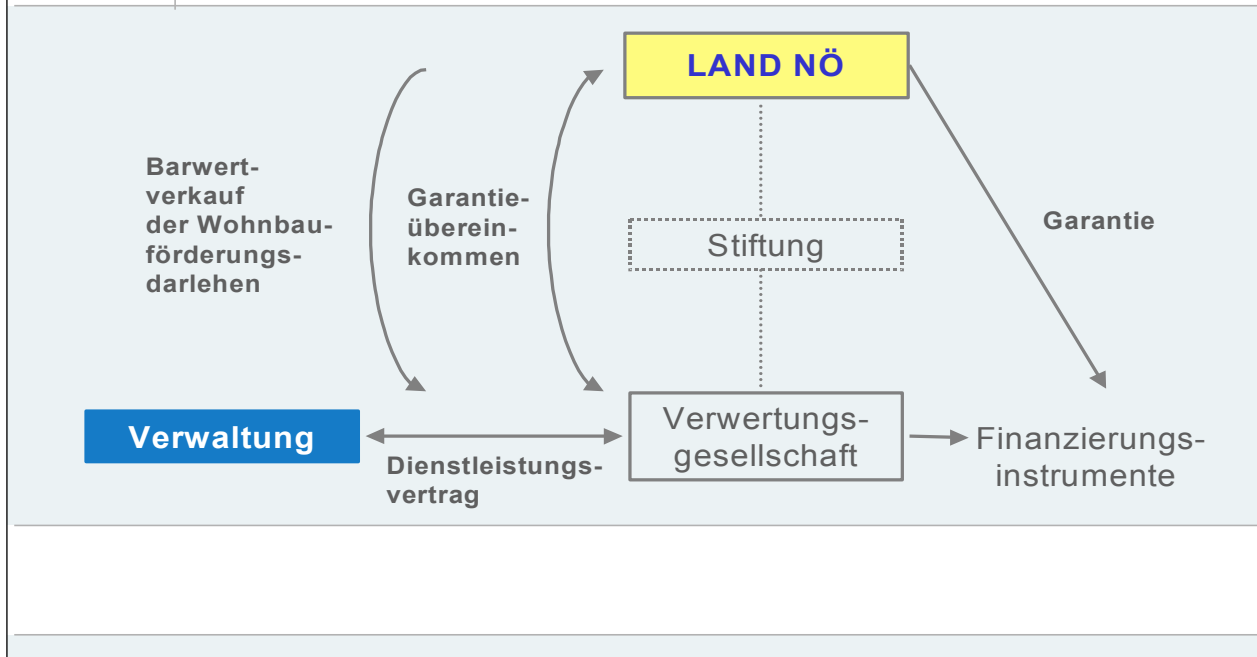 LAND NÖ
Barwert-
verkauf
der Wohnbau-
förderungs-
darlehen
Garantie-
überein-
kommen
Stiftung
Garantie
Verwaltung
Dienstleistungs-
vertrag
Verwertungs-
gesellschaft
Finanzierungs-
instrumente